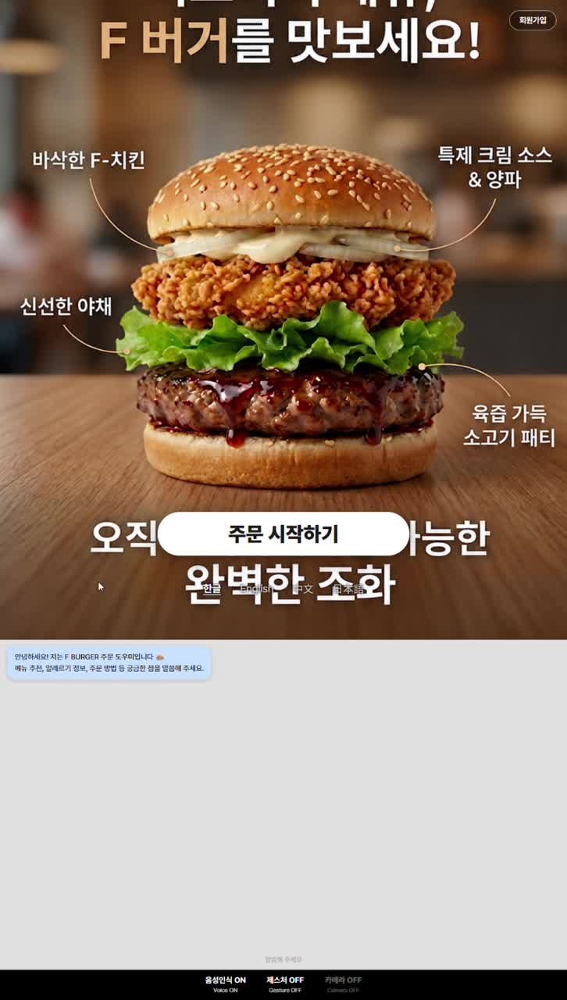 F 버거를 맛보세요!
회원가입
바삭한 F-치킨
특제 크림 소스
& 양파
신선한 야채
육즙 가득
소고기 패티
주문 시작하기
오직
능한
완벽한 조화
한글 English 中文 日本語
안녕하세요! 저는 F BURGER 주문 도우미입니다 🍔
메뉴 추천, 알레르기 정보, 주문 방법 등 궁금한 점을 말씀해 주세요.
말씀해 주세요
음성인식 ON 제스처 OFF 카메라 OFF
Voice ON Gesture OFF Camera OFF